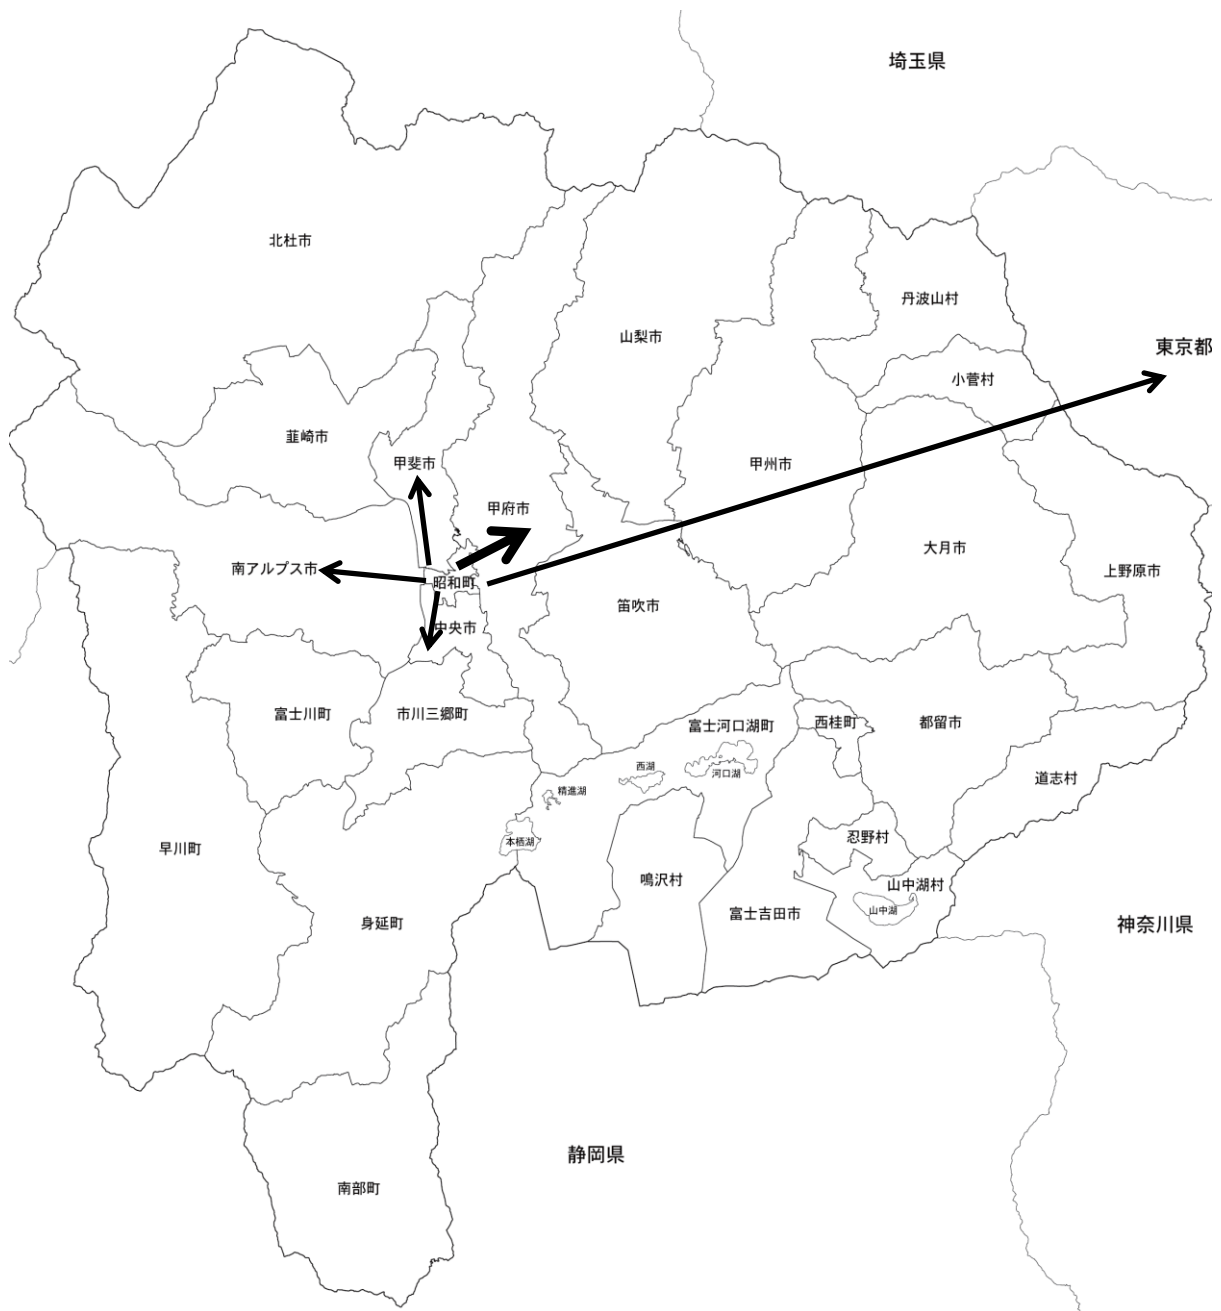 埼玉県
北杜市
丹波山村
山梨市
東京都
小菅村
韮崎市
甲斐市
甲州市
甲府市
大月市
南アルプス市
上野原市
昭和町
笛吹市
中央市
富士川町
市川三郷町
富士河口湖町
西桂町
都留市
西湖
河口湖
道志村
精進湖
忍野村
本栖湖
早川町
鳴沢村
山中湖村
山中湖
富士吉田市
身延町
神奈川県
静岡県
南部町